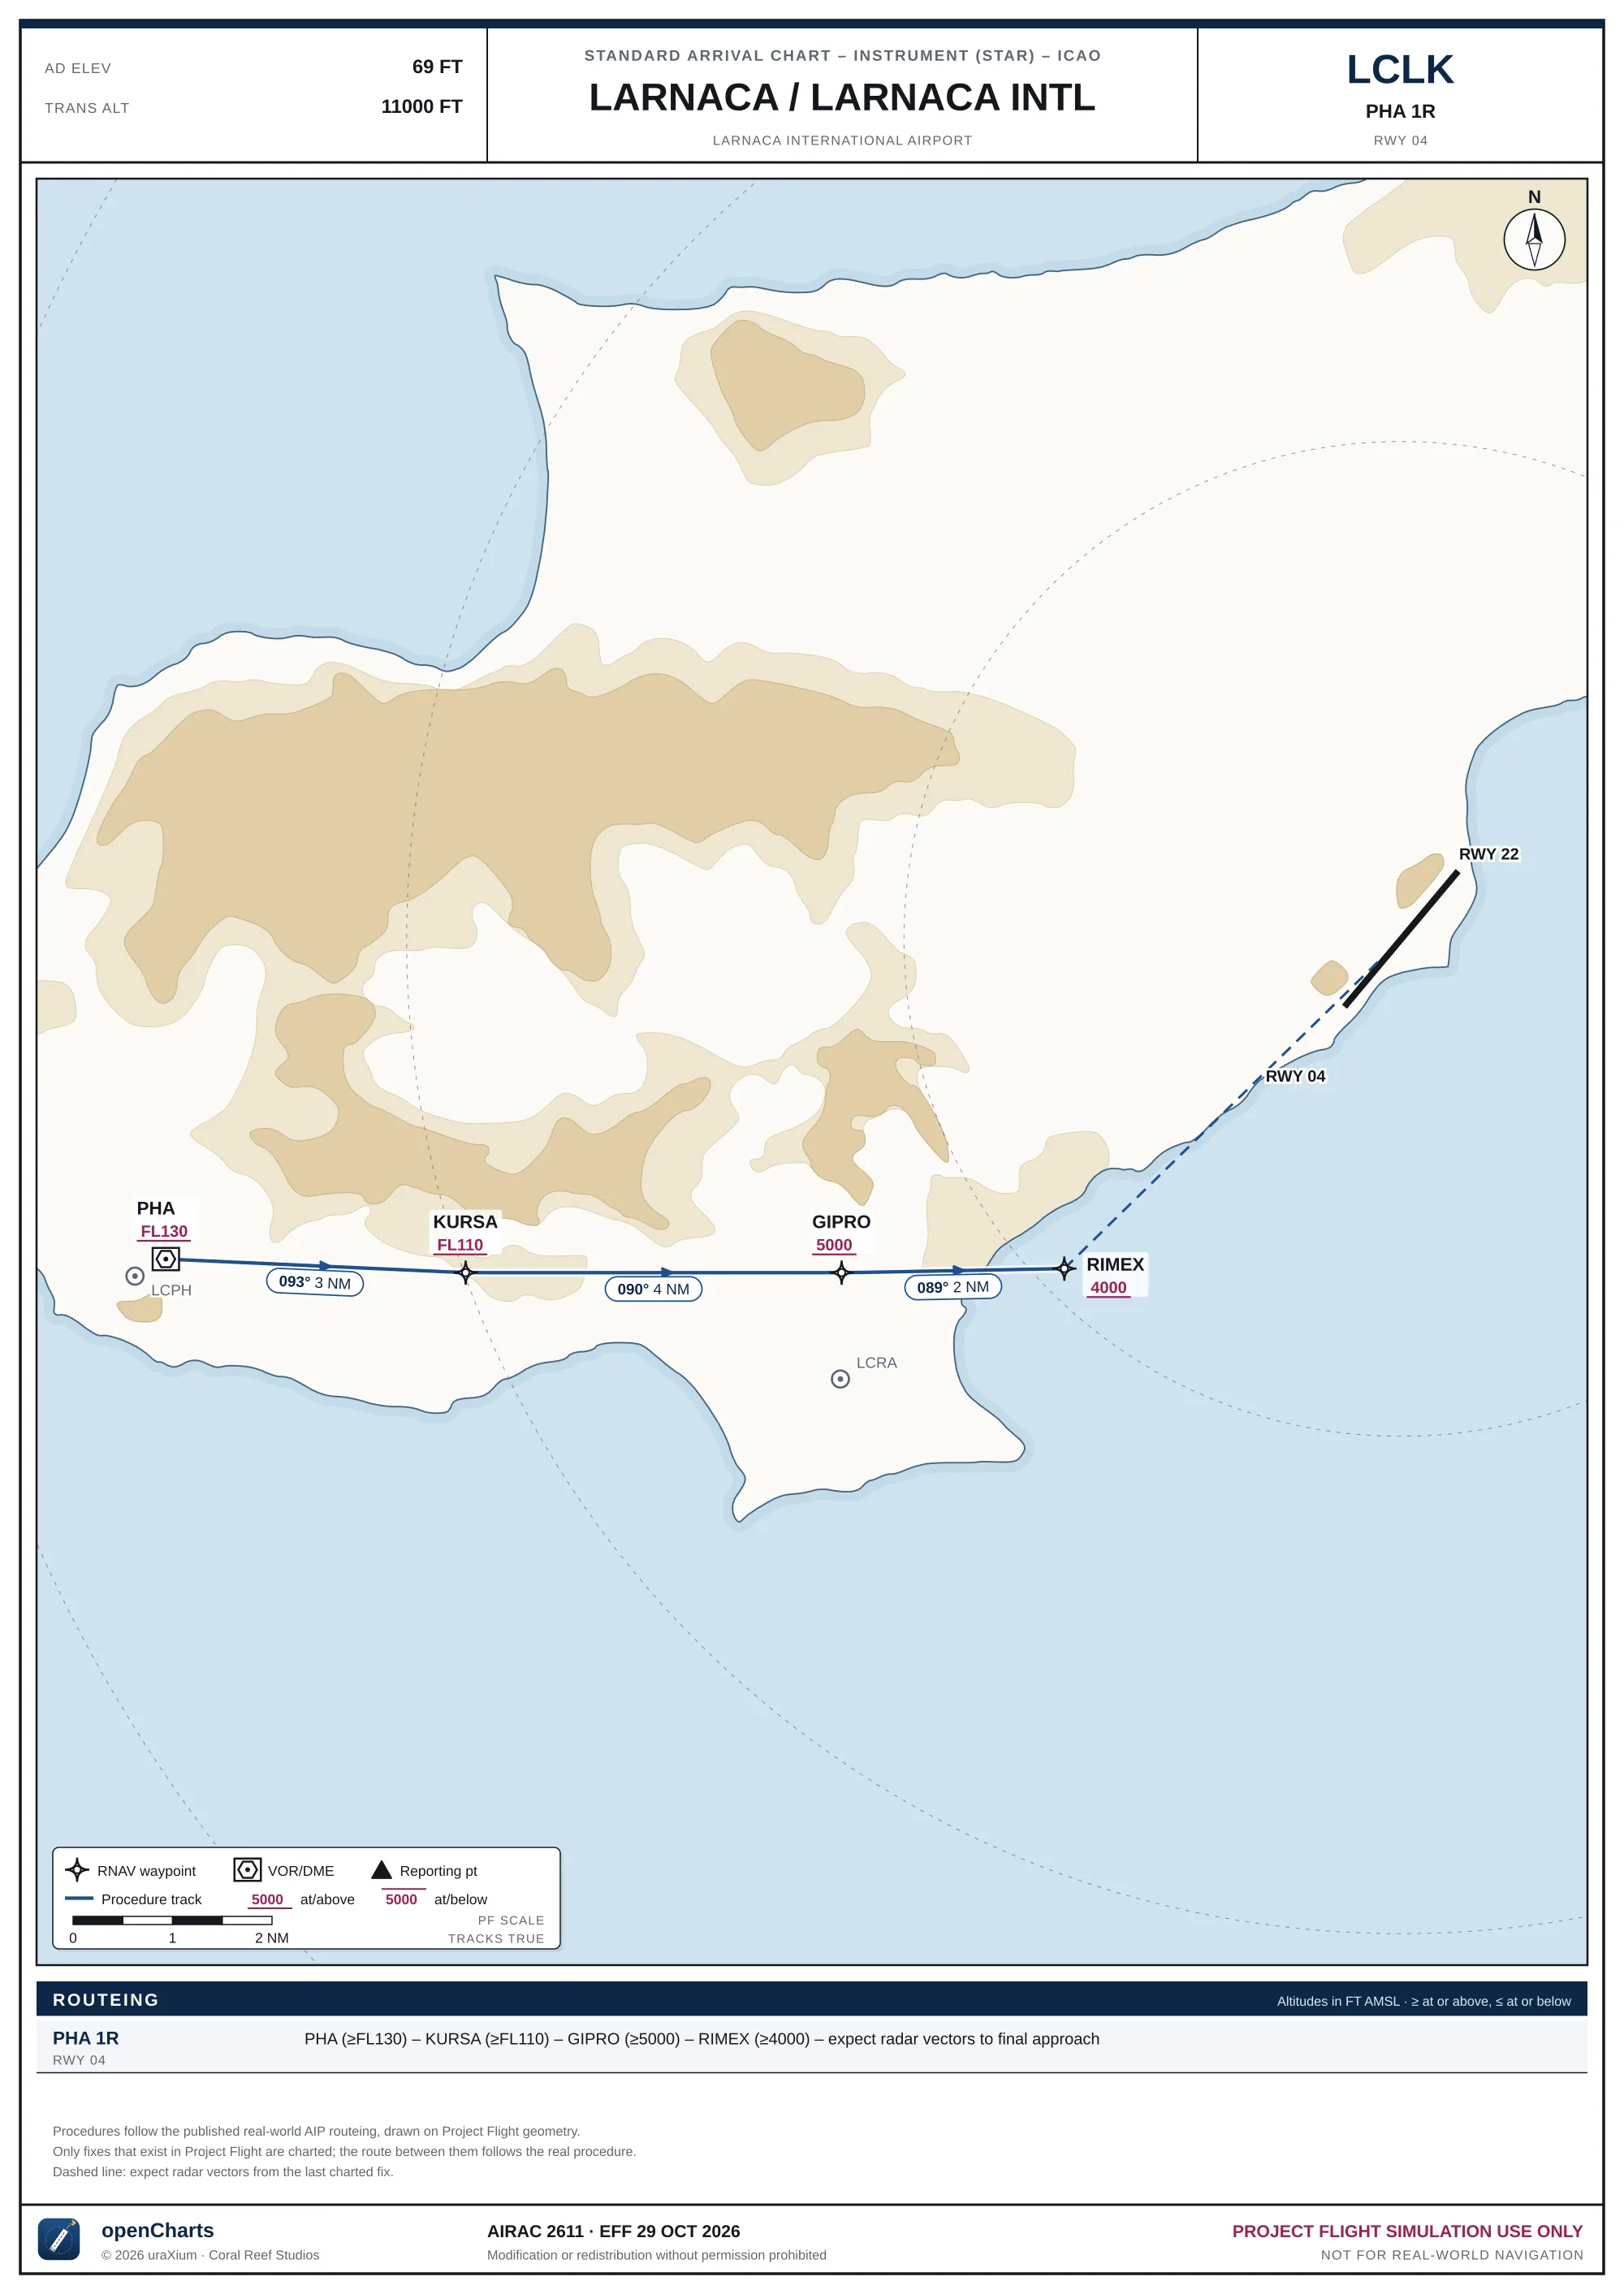 AD ELEV 69 FT
TRANS ALT 11000 FT
STANDARD ARRIVAL CHART – INSTRUMENT (STAR) – ICAO
LARNACA / LARNACA INTL
LARNACA INTERNATIONAL AIRPORT
LCLK
PHA 1R
RWY 04
N
RWY 22
RWY 04
PHA
FL130
LCPH
093° 3 NM
KURSA
FL110
090° 4 NM
GIPRO
5000
089° 2 NM
RIMEX
4000
LCRA
RNAV waypoint VOR/DME Reporting pt
Procedure track 5000 at/above 5000 at/below
PF SCALE
0 1 2 NM TRACKS TRUE
ROUTEING Altitudes in FT AMSL · ≥ at or above, ≤ at or below
PHA 1R PHA (≥FL130) – KURSA (≥FL110) – GIPRO (≥5000) – RIMEX (≥4000) – expect radar vectors to final approach
RWY 04
Procedures follow the published real-world AIP routeing, drawn on Project Flight geometry.
Only fixes that exist in Project Flight are charted; the route between them follows the real procedure.
Dashed line: expect radar vectors from the last charted fix.
openCharts
© 2026 uraXium · Coral Reef Studios
AIRAC 2611 · EFF 29 OCT 2026
Modification or redistribution without permission prohibited
PROJECT FLIGHT SIMULATION USE ONLY
NOT FOR REAL-WORLD NAVIGATION